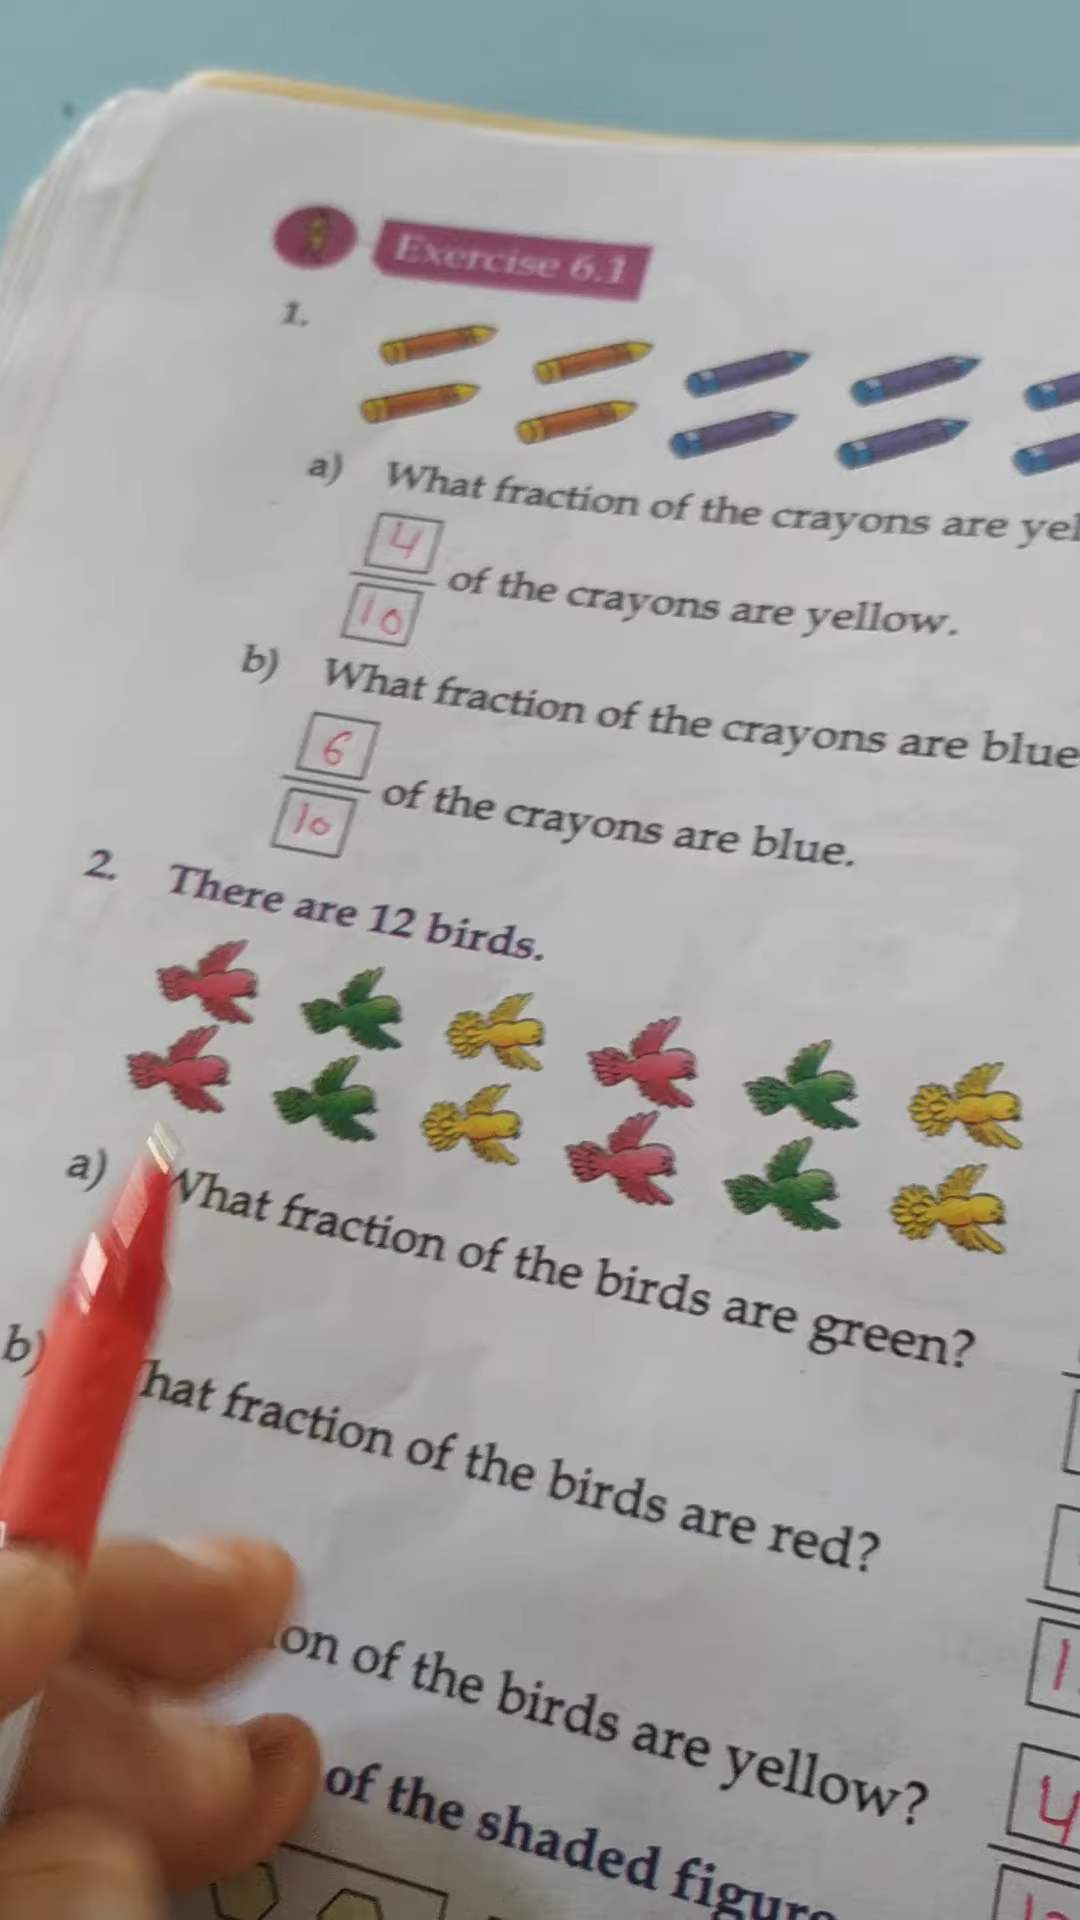 Exercise 6.1
1.
a) What fraction of the crayons are
4
10
of the crayons are yellow.
b) What fraction of the crayons are blue
6
10
of the crayons are blue.
2. There are 12 birds.
a) What fraction of the birds are green?
b) hat fraction of the birds are red?
on of the birds are yellow?
4
of the shaded figure